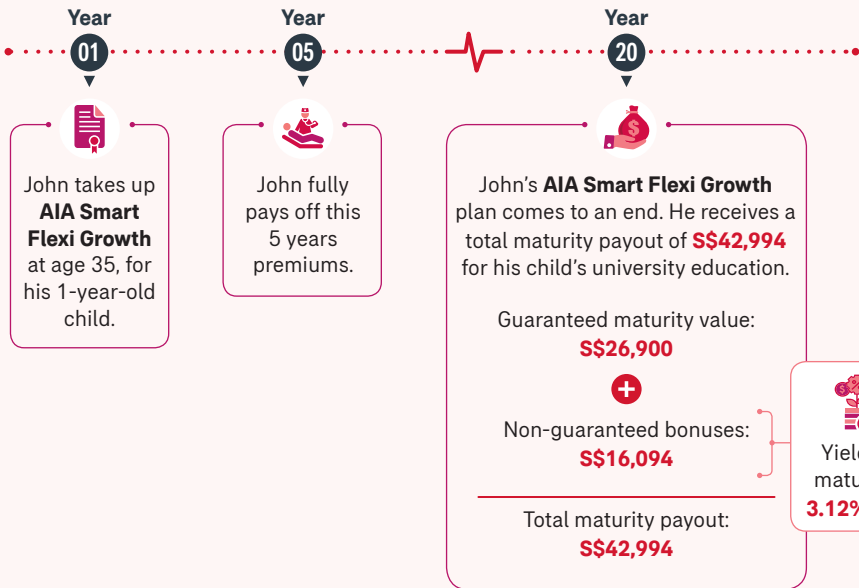 Year
01
Year
05
Year
20
John takes up
AIA Smart
Flexi Growth
at age 35, for
his 1-year-old
child.
John fully
pays off this
5 years
premiums.
John’s AIA Smart Flexi Growth
plan comes to an end. He receives a
total maturity payout of S$42,994
for his child’s university education.
Guaranteed maturity value:
S$26,900
+
Non-guaranteed bonuses:
S$16,094
Total maturity payout:
S$42,994
3.12%